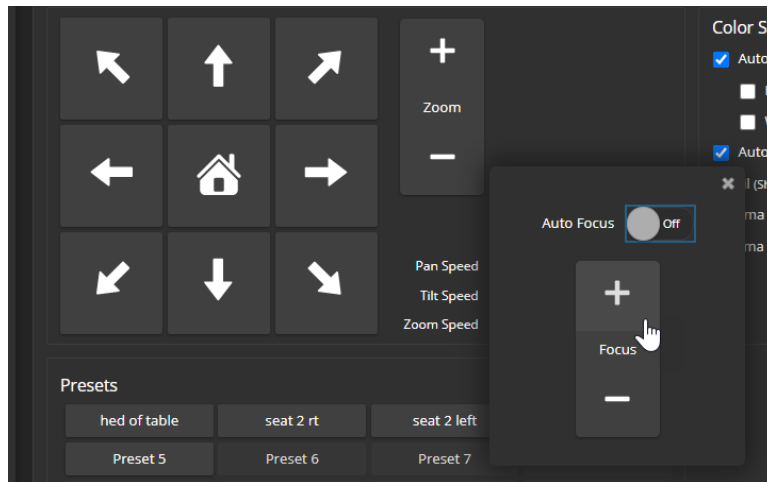 Color S
Auto
Zoom
Auto
Auto Focus
Off
Pan Speed
Tilt Speed
Zoom Speed
Focus
Presets
hed of table
seat 2 rt
seat 2 left
Preset 5
Preset 6
Preset 7